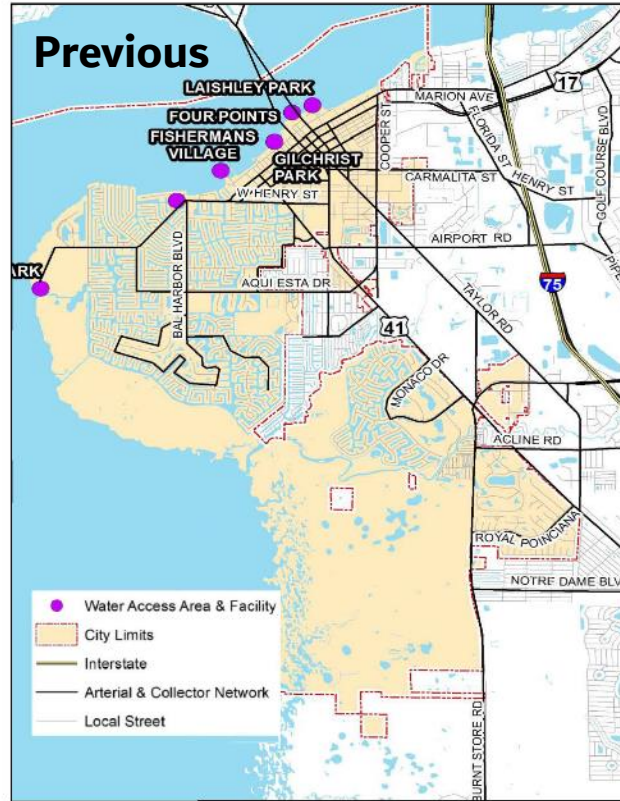 Previous
LAISHLEY PARK
FOUR POINTS
FISHERMANS
VILLAGE
GILCHRIST
PARK
W HENRY ST
MARION AVE
17
COOPER ST
FLORIDA ST
HENRY ST
GOLF COURSE BLVD
CARMALITA ST
AIRPORT RD
PIPE
ARK
BAL HARBOR BLVD
AQUI ESTA DR
75
41
TAYLOR RD
MONACO DR
ACLINE RD
ROYAL POINCIANA
NOTRE DAME BLV
BURNT STORE RD
Water Access Area & Facility
City Limits
Interstate
Arterial & Collector Network
Local Street